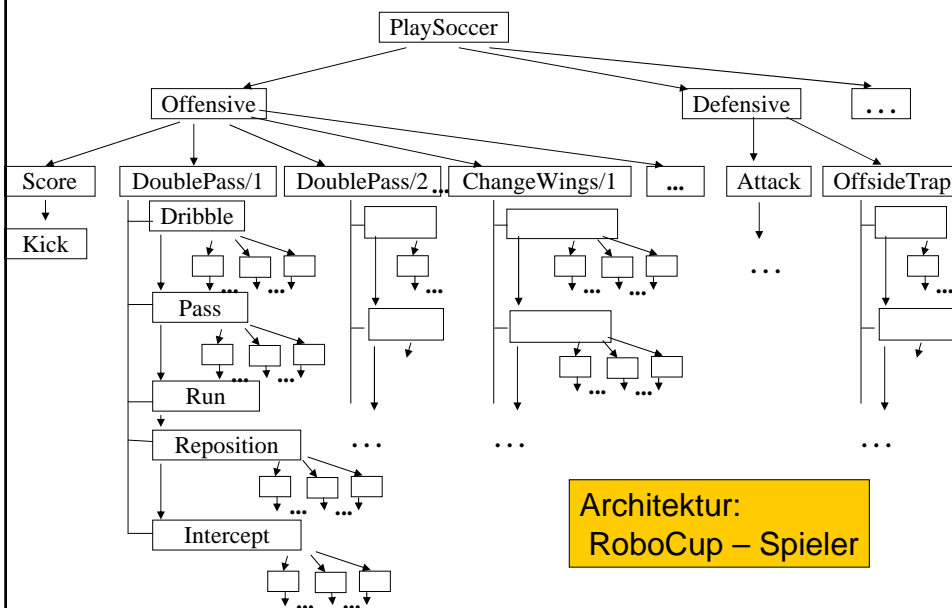 PlaySoccer
Offensive
Defensive
...
Score
DoublePass/1
DoublePass/2
...
ChangeWings/1
...
Attack
OffsideTrap
Kick
Dribble
... ...
...
... ...
...
...
Pass
... ...
... ...
Run
Reposition
...
...
...
... ...
Intercept
... ...
Architektur:
RoboCup – Spieler